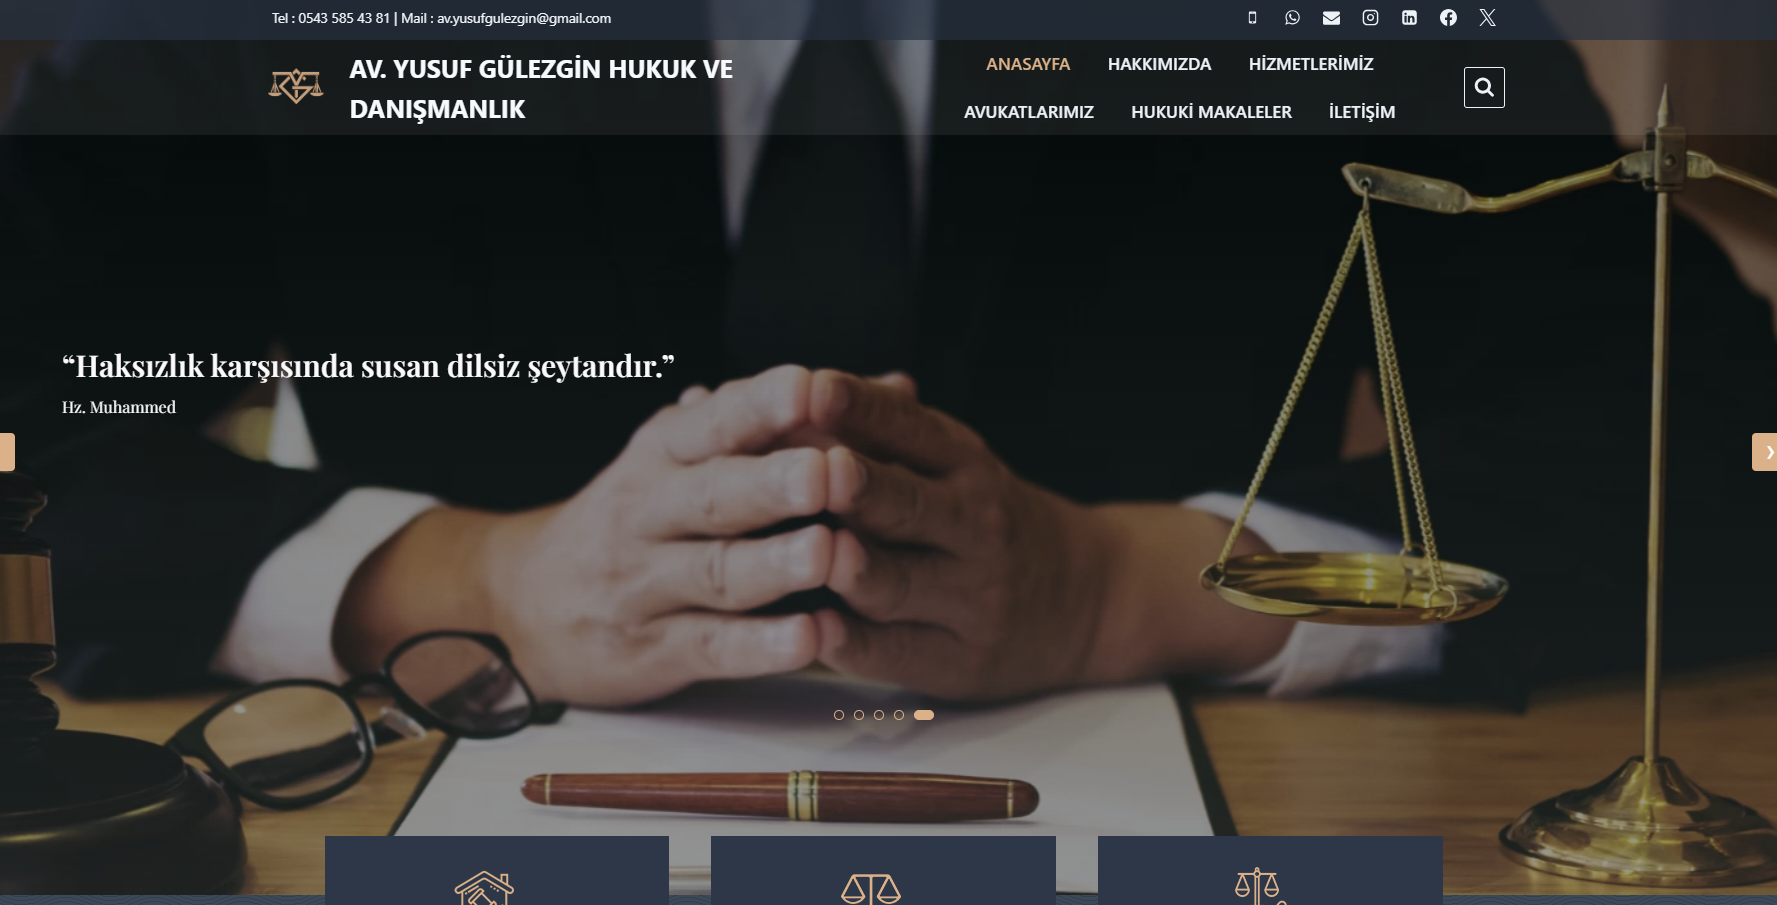 Tel : 0543 585 43 81 | Mail : av.yusufgulezgin@gmail.com
AV. YUSUF GÜLEZGİN HUKUK VE
DANIŞMANLIK
ANASAYFA HAKKIMIZDA HİZMETLERİMİZ
AVUKATLARIMIZ HUKUKİ MAKALELER İLETİŞİM
“Haksızlık karşısında susan dilsiz şeytandır.”
Hz. Muhammed